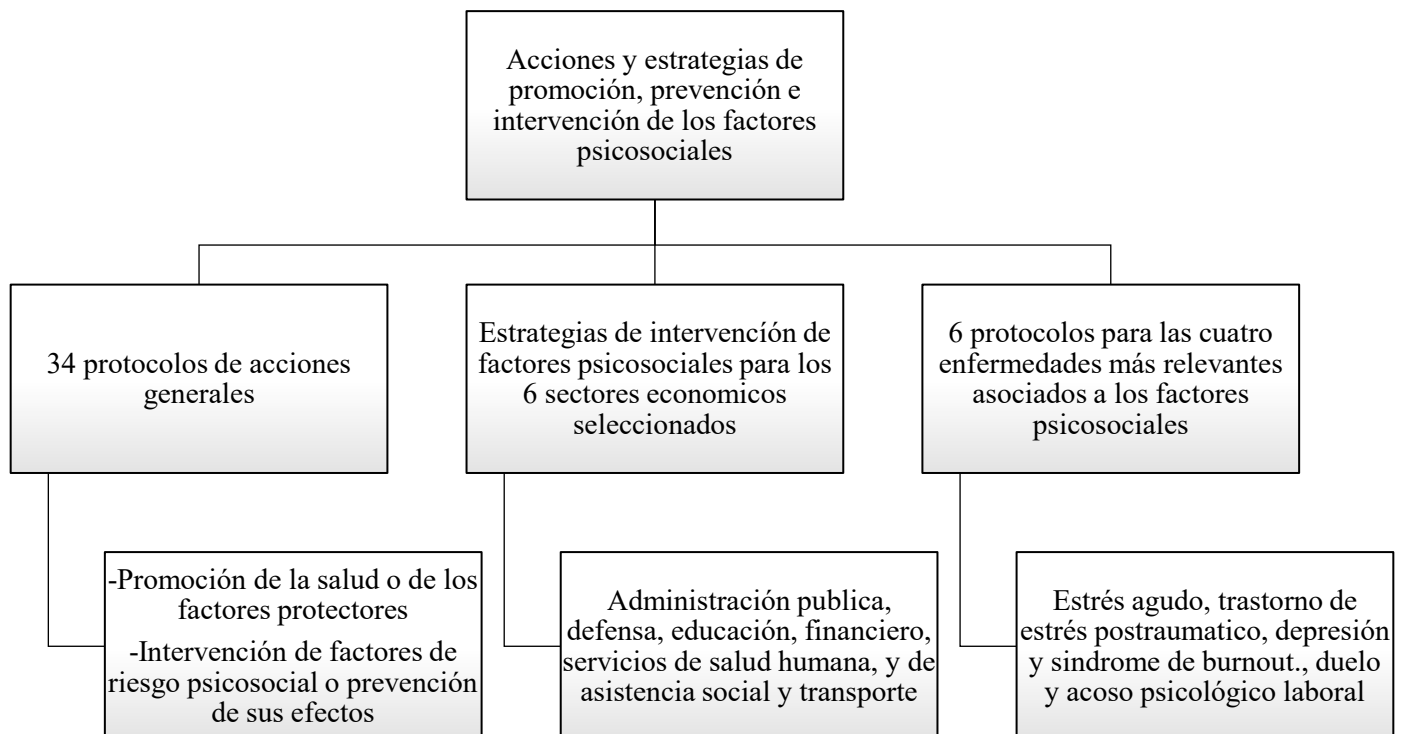 Acciones y estrategias de
promoción, prevención e
intervención de los factores
psicosociales
34 protocolos de acciones
generales
Estrategias de intervencíón de
factores psicosociales para los
6 sectores economicos
seleccionados
6 protocolos para las cuatro
enfermedades más relevantes
asociados a los factores
psicosociales
-Promoción de la salud o de los
factores protectores
-Intervención de factores de
riesgo psicosocial o prevención
de sus efectos
Administración publica,
defensa, educación, financiero,
servicios de salud humana, y de
asistencia social y transporte
Estrés agudo, trastorno de
estrés postraumatico, depresión
y sindrome de burnout., duelo
y acoso psicológico laboral